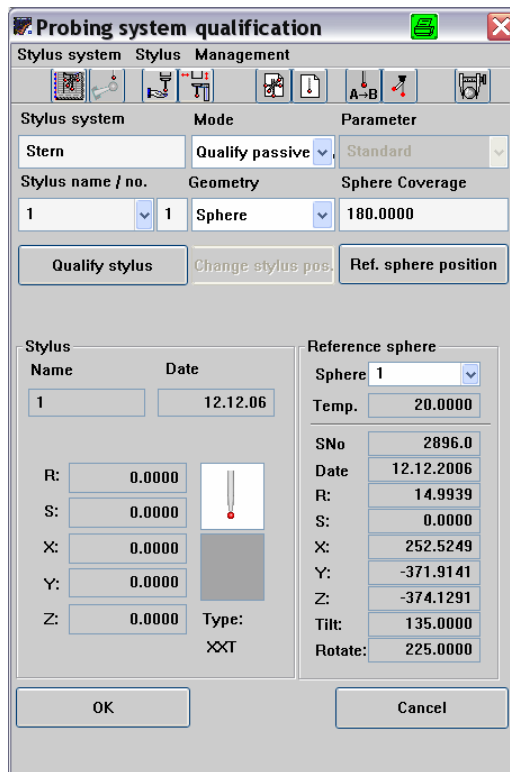 Probing system qualification
Stylus system Stylus Management
A→B
Stylus system Mode Parameter
Stern Qualify passive Standard
Stylus name / no. Geometry Sphere Coverage
1 1 Sphere 180.0000
Qualify stylus Change stylus pos. Ref. sphere position
Stylus
Name Date
1 12.12.06
R: 0.0000
S: 0.0000
X: 0.0000
Y: 0.0000
Z: 0.0000 Type:
XXT
Reference sphere
Sphere 1
Temp. 20.0000
SNo 2896.0
Date 12.12.2006
R: 14.9939
S: 0.0000
X: 252.5249
Y: -371.9141
Z: -374.1291
Tilt: 135.0000
Rotate: 225.0000
OK Cancel